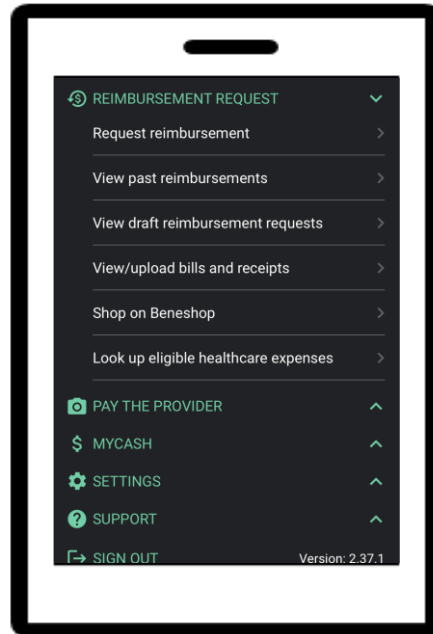 REIMBURSEMENT REQUEST
Request reimbursement
View past reimbursements
View draft reimbursement requests
View/upload bills and receipts
Shop on Beneshop
Look up eligible healthcare expenses
PAY THE PROVIDER
MYCASH
SETTINGS
SUPPORT
SIGN OUT Version: 2.37.1